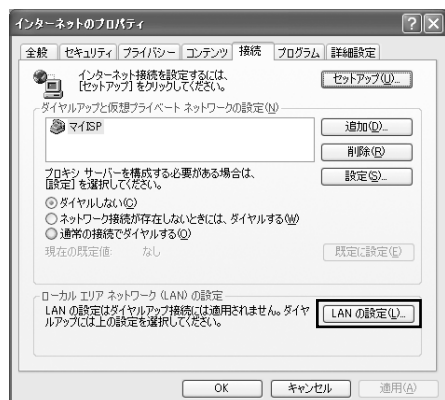 インターネットのプロパティ
全般 セキュリティ プライバシー コンテンツ 接続 プログラム 詳細設定
インターネット接続を設定するには、
[セットアップ] をクリックしてください。
セットアップ(U)...
ダイヤルアップと仮想プライベート ネットワークの設定(N)
マイISP
追加(D)...
削除(R)
プロキシ サーバーを構成する必要がある場合は、
[設定] を選択してください。
設定(S)...
ダイヤルしない(C)
ネットワーク接続が存在しないときには、ダイヤルする(W)
通常の接続でダイヤルする(O)
現在の既定値: なし
既定に設定(E)
ローカル エリア ネットワーク (LAN) の設定
LAN の設定はダイヤルアップ接続には適用されません。ダイヤ
ルアップには上の設定を選択してください。
LAN の設定(L)...
OK キャンセル 適用(A)